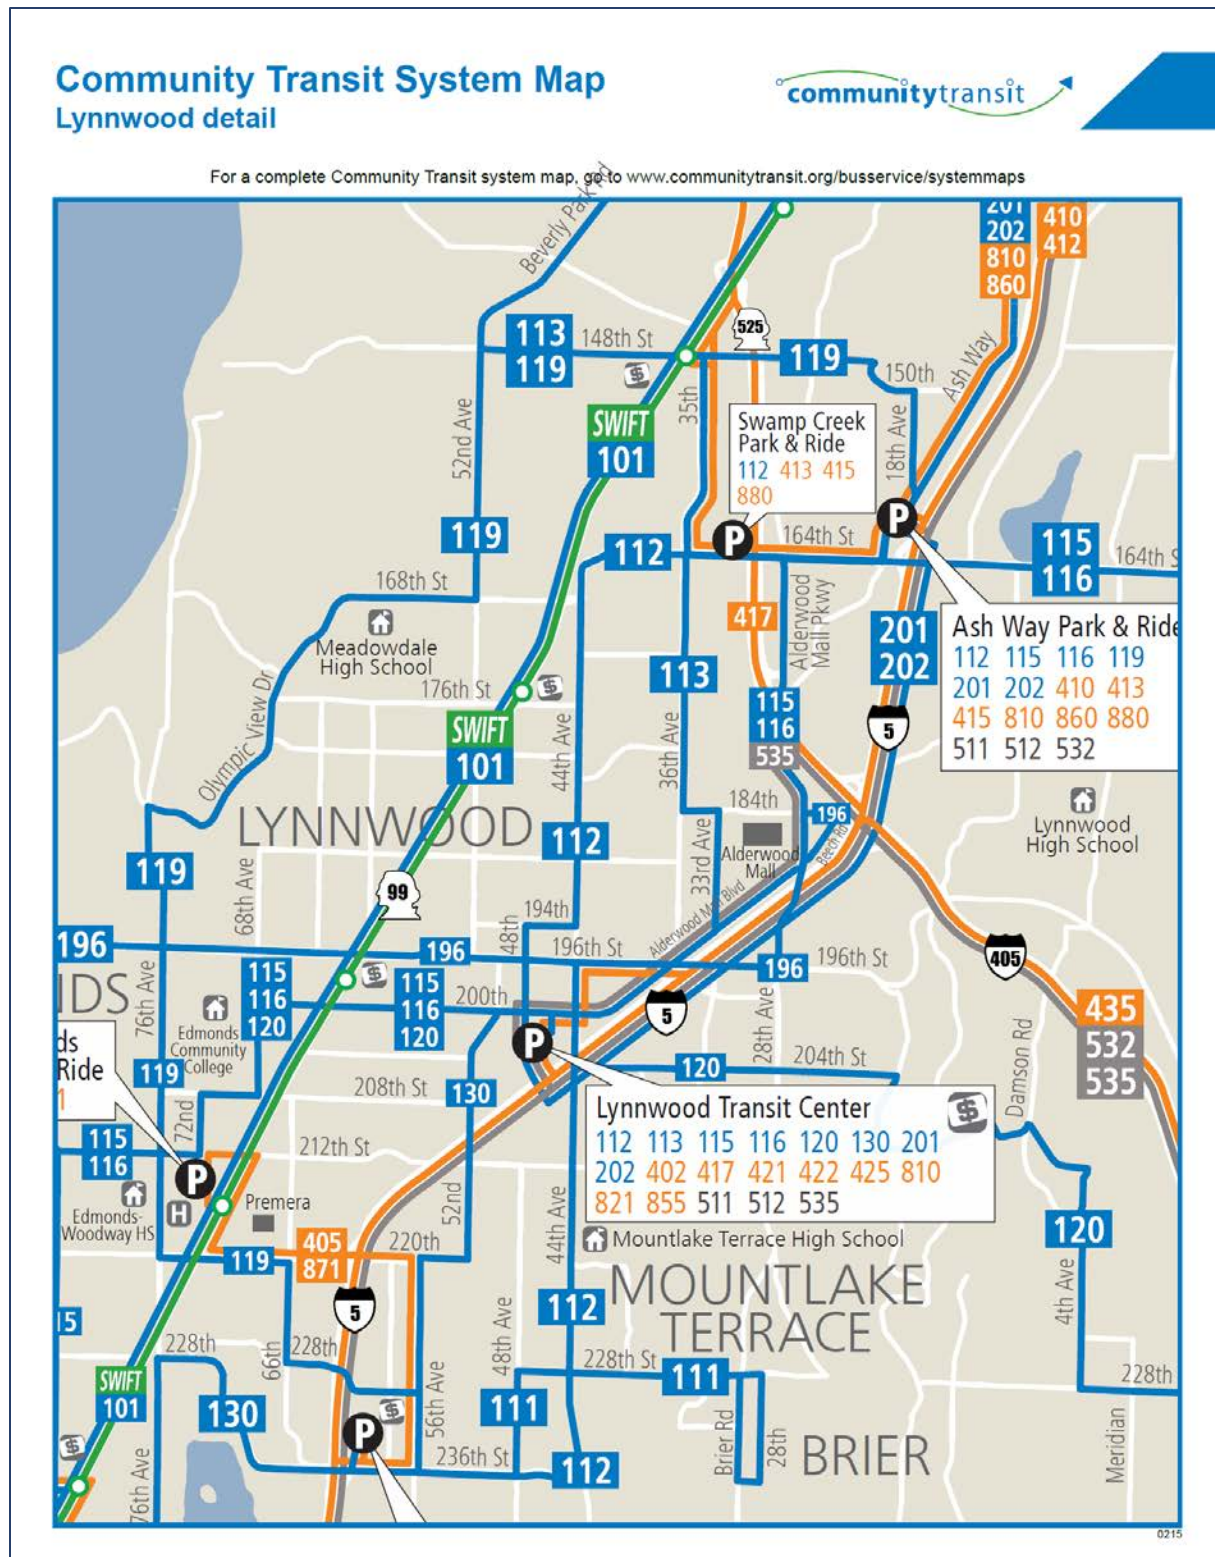 Community Transit System Map
Lynnwood detail
communitytransit
For a complete Community Transit system map, go to www.communitytransit.org/busservice/systemmaps
Beverly Park Rd
201
202
810
860
410
412
113
119
148th St
525
119
150th
Ash Way
52nd Ave
SWIFT
101
35th
Swamp Creek
Park & Ride
112 413 415
880
18th Ave
119
112
P
164th St
P
115
116
164th S
168th St
Meadowdale
High School
417
Alderwood
Mall Pkwy
201
202
Ash Way Park & Ride
112 115 116 119
201 202 410 413
415 810 860 880
511 512 532
176th St
113
Olympic View Dr
SWIFT
101
44th Ave
36th Ave
115
116
535
5
184th
196
LYNNWOOD
Lynnwood
High School
112
33rd Ave
Alderwood
Mall
Beech Rd
119
68th Ave
99
48th
194th
Alderwood Mall Blvd
196
196
196th St
196
196th St
405
NDS
76th Ave
115
116
120
115
116
120
200th
5
28th Ave
435
532
535
Edmonds
Community
College
P
204th St
Damson Rd
ds
Ride
1
119
208th St
130
120
72nd
Lynnwood Transit Center
112 113 115 116 120 130 201
202 402 417 421 422 425 810
821 855 511 512 535
115
116
212th St
P
Edmonds-
Woodway HS
H
Premera
52nd
44th Ave
Mountlake Terrace High School
120
119
405
871
220th
MOUNTLAKE
TERRACE
4th Ave
15
5
112
228th
66th
228th
48th Ave
228th St
111
228th
SWIFT
101
130
56th Ave
111
P
Brier Rd
28th
BRIER
Meridian
76th Ave
236th St
112
0215